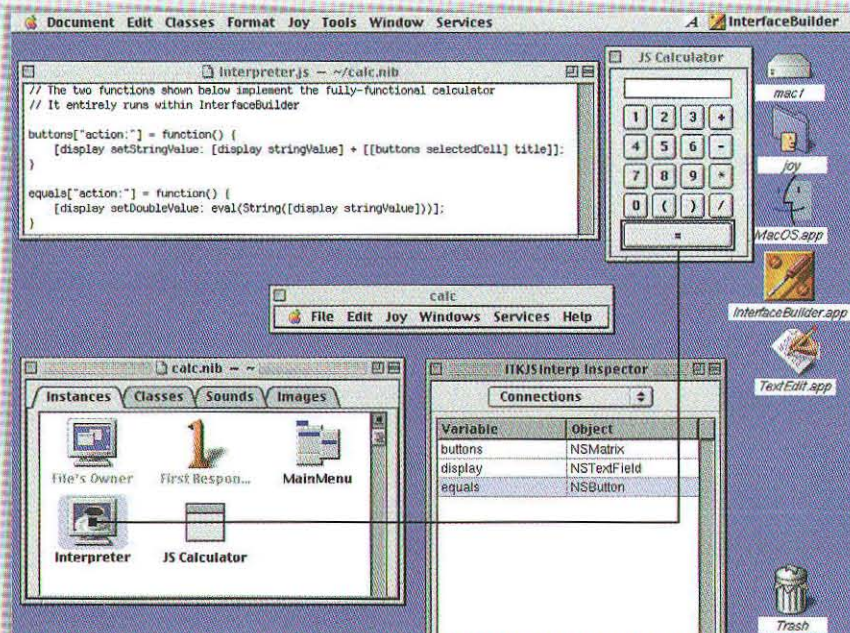 Document Edit Classes Format Joy Tools Window Services
A InterfaceBuilder
Interpreter.js — ~/calc.nib
// The two functions shown below implement the fully-functional calculator
// It entirely runs within InterfaceBuilder
buttons["action:"] = function() {
[display setStringValue: [display stringValue] + [[buttons selectedCell] title]];
}
equals["action:"] = function() {
[display setDoubleValue: eval(String([display stringValue]))];
}
JS Calculator
1 2 3 +
4 5 6 -
7 8 9 *
0 ( ) /
=
mac1
joy
MacOS.app
InterfaceBuilder.app
TextEdit.app
calc
File Edit Joy Windows Services Help
calc.nib — ~
Instances Classes Sounds Images
File's Owner First Respon... MainMenu
Interpreter JS Calculator
ITKJSInterp Inspector
Connections
Variable Object
buttons NSMatrix
display NSTextField
equals NSButton
Trash